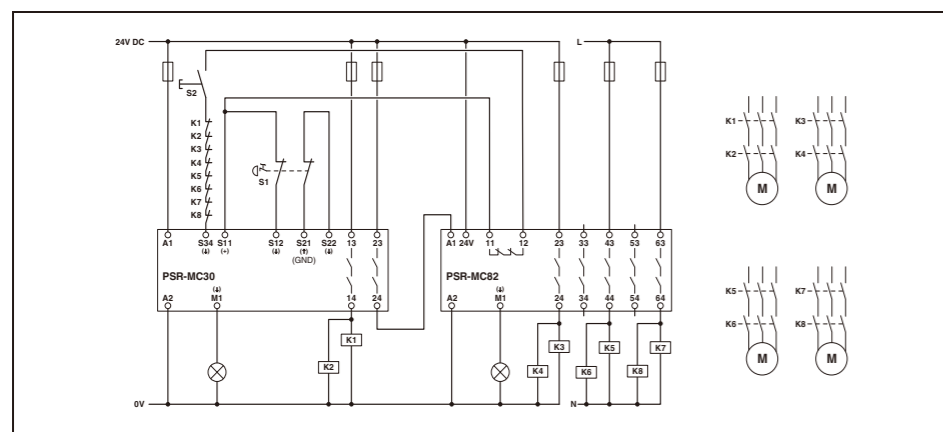 24V DC
L
S2
K1
K2
K3
K4
K5
K6
K7
K8
S1
A1 S34 S11 S12 S21 S22 13 23
(↓) (~) (↓) (↑) (↓)
(GND)
PSR-MC30
(↓)
A2 M1 14 24
K1
K2
0V
A1 24V 11 12 23 33 43 53 63
PSR-MC82
(↓)
A2 M1 24 34 44 54 64
K3 K5 K7
K4 K6 K8
N
K1 K3
K2 K4
M M
K5 K7
K6 K8
M M